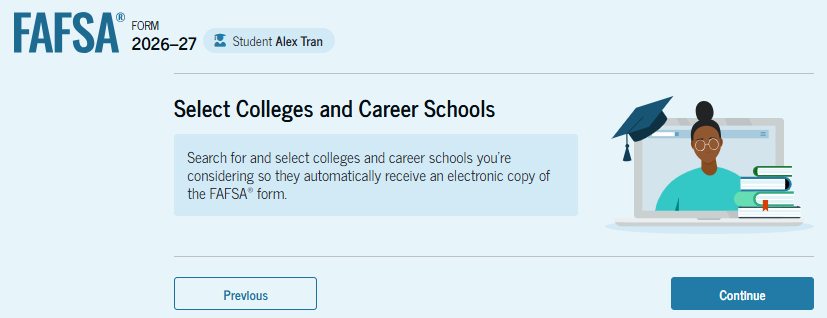 FAFSA® FORM
2026–27 Student Alex Tran
Select Colleges and Career Schools
Search for and select colleges and career schools you're
considering so they automatically receive an electronic copy of
the FAFSA® form.
Previous Continue